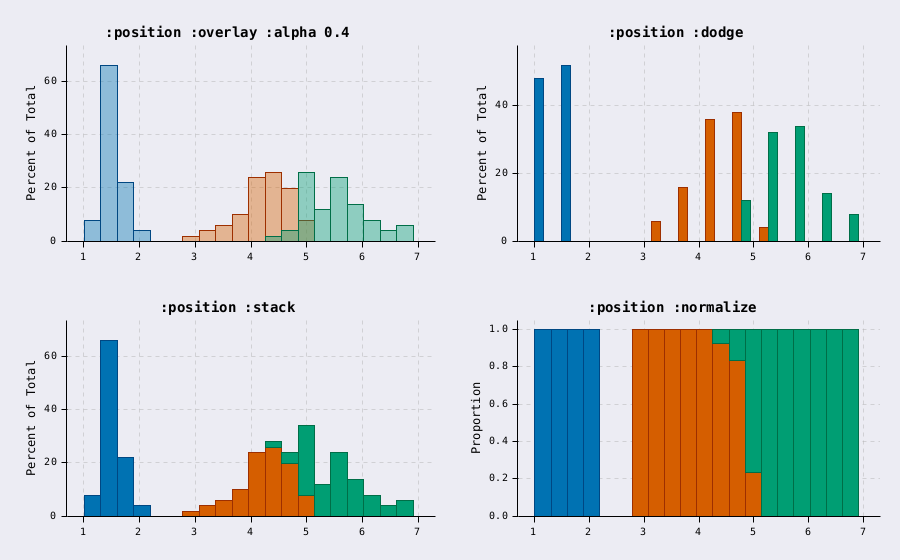 :position :overlay :alpha 0.4
Percent of Total
60
40
20
0
1 2 3 4 5 6 7
:position :dodge
Percent of Total
40
20
0
1 2 3 4 5 6 7
:position :stack
Percent of Total
60
40
20
0
1 2 3 4 5 6 7
:position :normalize
Proportion
1.0
0.8
0.6
0.4
0.2
0.0
1 2 3 4 5 6 7